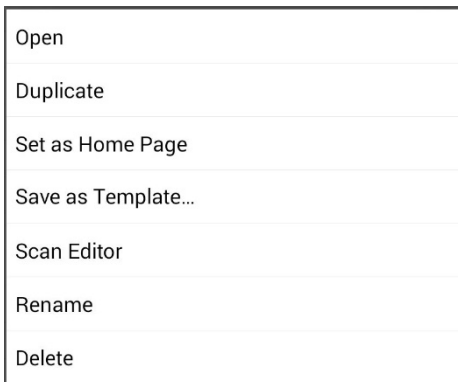 Open
Duplicate
Set as Home Page
Save as Template...
Scan Editor
Rename
Delete